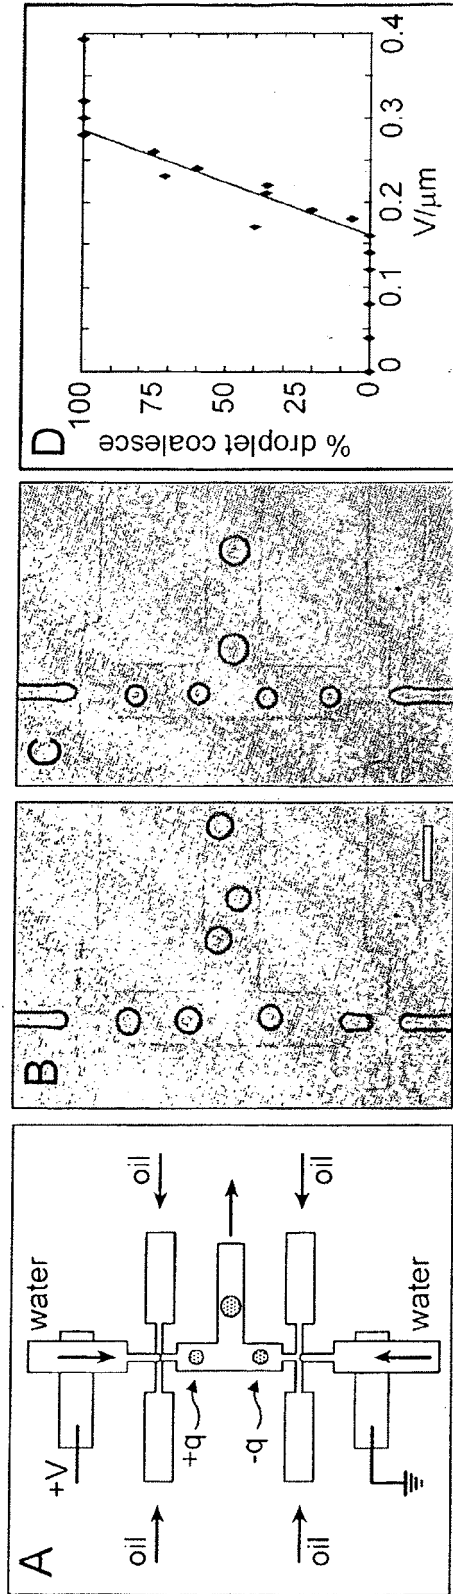 A
water
+V
oil
oil
+q
-q
oil
oil
water
B
C
D
% droplet coalesce
100
75
50
25
0
0
0.1
0.2
0.3
0.4
V/μm